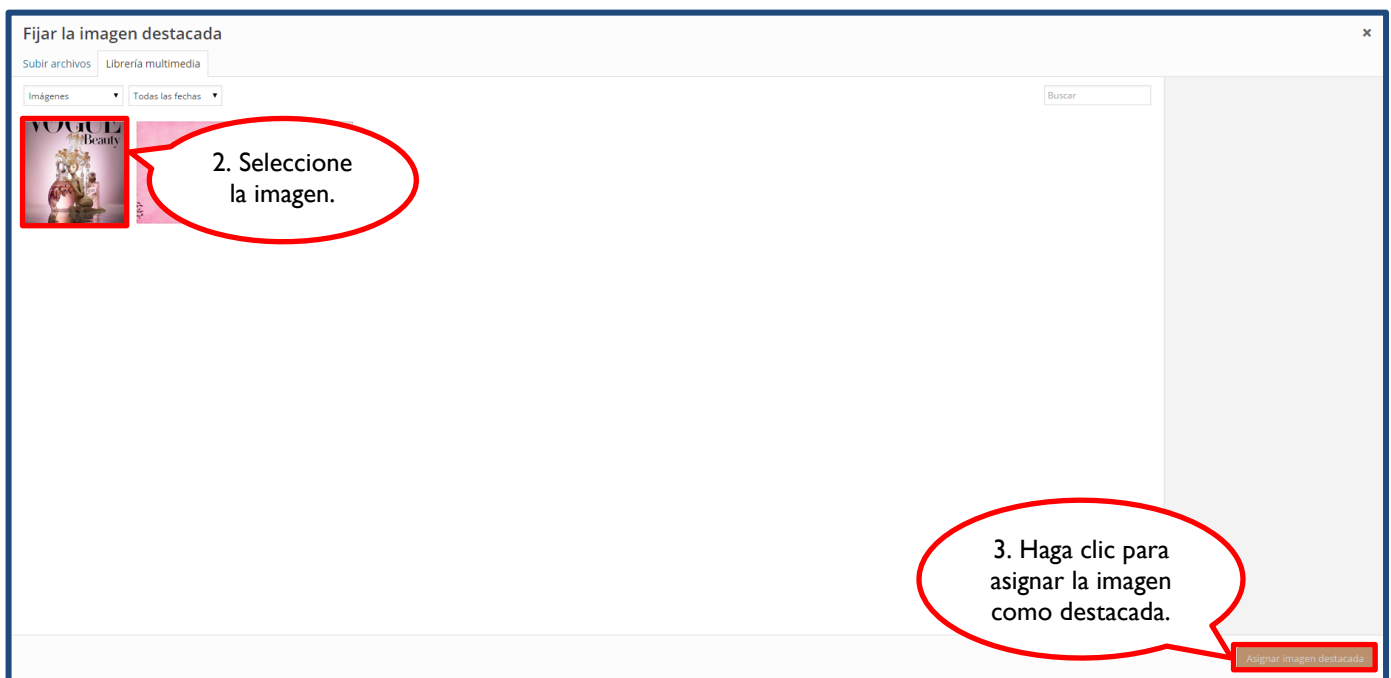 Fijar la imagen destacada
×
Subir archivos Librería multimedia
Imágenes Todas las fechas Buscar
VOGUE
Beauty
2. Seleccione
la imagen.
3. Haga clic para
asignar la imagen
como destacada.
Asignar imagen destacada